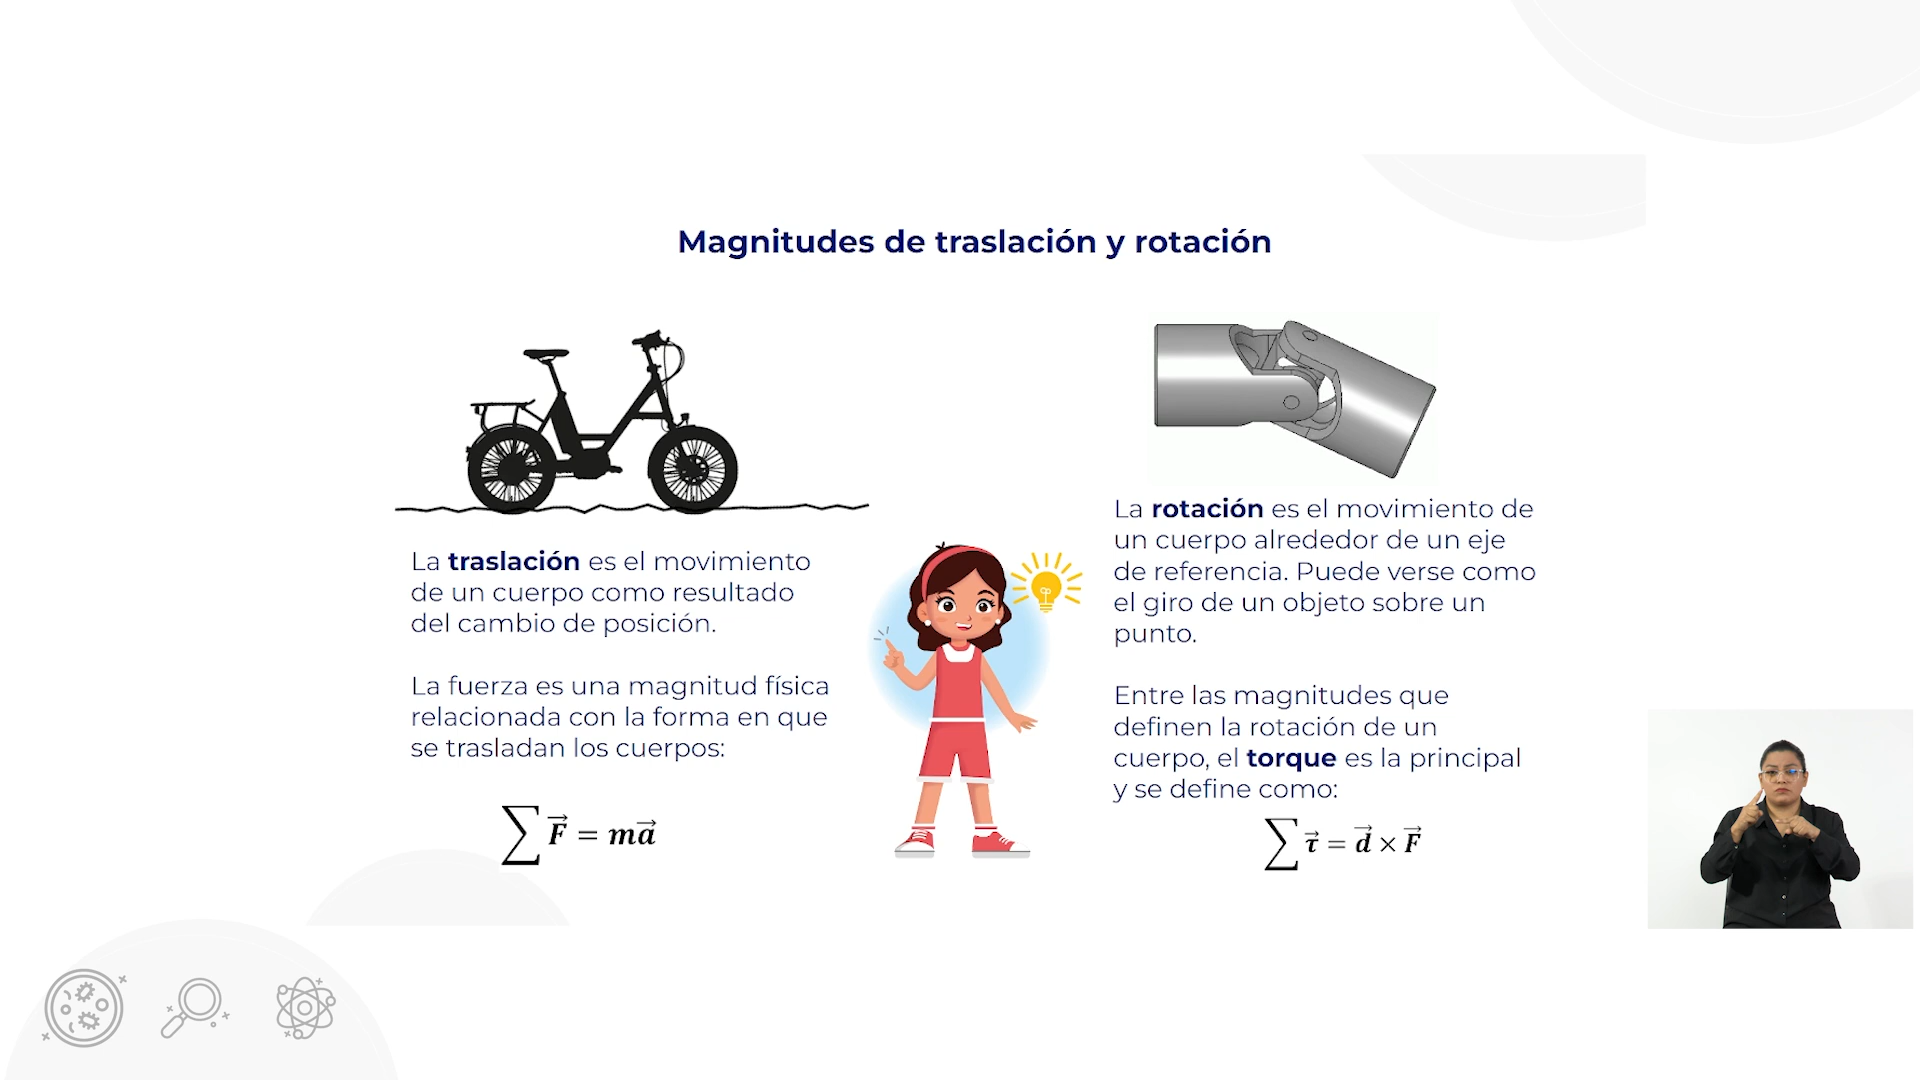 Magnitudes de traslación y rotación
La traslación es el movimiento
de un cuerpo como resultado
del cambio de posición.
La fuerza es una magnitud física
relacionada con la forma en que
se trasladan los cuerpos:
∑ F⃗ = ma⃗
La rotación es el movimiento de
un cuerpo alrededor de un eje
de referencia. Puede verse como
el giro de un objeto sobre un
punto.
Entre las magnitudes que
definen la rotación de un
cuerpo, el torque es la principal
y se define como:
∑ τ⃗ = d⃗ × F⃗